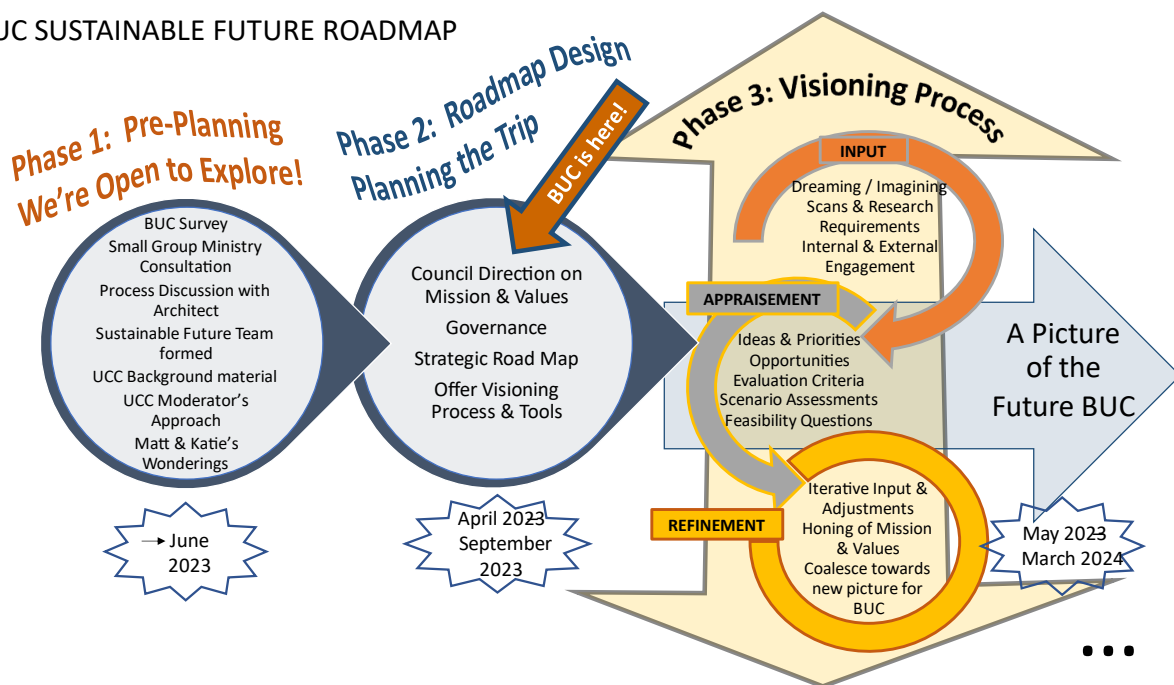 UC SUSTAINABLE FUTURE ROADMAP
Phase 1: Pre-Planning
We're Open to Explore!
BUC Survey
Small Group Ministry
Consultation
Process Discussion with
Architect
Sustainable Future Team
formed
UCC Background material
UCC Moderator's
Approach
Matt & Katie's
Wonderings
→ June
2023
Phase 2: Roadmap Design
Planning the Trip
BUC is here!
Council Direction on
Mission & Values
Governance
Strategic Road Map
Offer Visioning
Process & Tools
April 2023-
September
2023
Phase 3: Visioning Process
INPUT
Dreaming / Imagining
Scans & Research
Requirements
Internal & External
Engagement
APPRAISEMENT
Ideas & Priorities
Opportunities
Evaluation Criteria
Scenario Assessments
Feasibility Questions
REFINEMENT
Iterative Input &
Adjustments
Honing of Mission
& Values
Coalesce towards
new picture for
BUC
A Picture
of the
Future BUC
May 2023-
March 2024
...